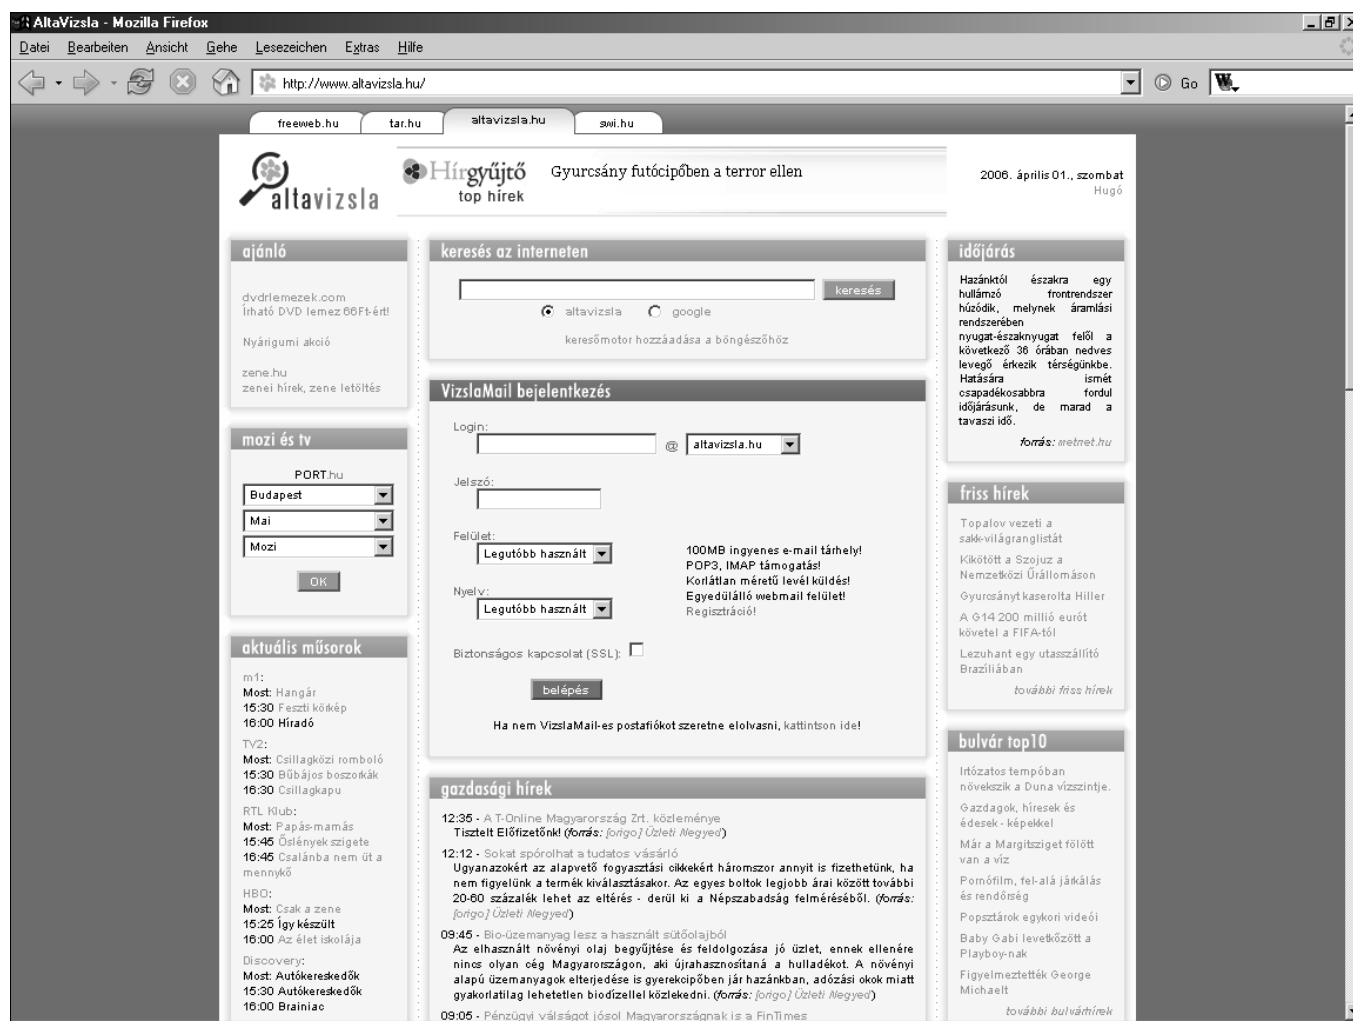 AltaVizsla - Mozilla Firefox
Datei Bearbeiten Ansicht Gehe Lesezeichen Extras Hilfe
http://www.altavizsla.hu/ Go
freeweb.hu tar.hu altavizsla.hu swi.hu
altavizsla
Hírgyűjtő
top hírek
Gyurcsány futócipőben a terror ellen
2006. április 01., szombat
Hugó
ajánló
dvdrlemezek.com
Írható DVD lemez 66Ft-ért!
Nyárigumi akció
zene.hu
zenei hírek, zene letöltés
mozi és tv
PORT.hu
Budapest
Mai
Mozi
OK
aktuális műsorok
m1:
Most: Hangár
15:30 Feszti körkép
16:00 Híradó
TV2:
Most: Csillagközi romboló
15:30 Bűbájos boszorkák
16:30 Csillagkapu
RTL Klub:
Most: Papás-mamás
15:45 Őslények szigete
16:45 Csalánba nem üt a
mennykő
HBO:
Most: Csak a zene
15:25 Így készült
16:00 Az élet iskolája
Discovery:
Most: Autókereskedők
15:30 Autókereskedők
16:00 Brainiac
keresés az interneten
keresés
altavizsla google
keresőmotor hozzáadása a böngészőhöz
VizslaMail bejelentkezés
Login:
@ altavizsla.hu
Jelszó:
Felület:
Legutóbb használt
Nyelv:
Legutóbb használt
100MB ingyenes e-mail tárhely!
POP3, IMAP támogatás!
Korlátlan méretű levél küldés!
Egyedülálló webmail felület!
Regisztráció!
Biztonságos kapcsolat (SSL):
belépés
Ha nem VizslaMail-es postafiókot szeretne elolvasni, kattintson ide!
gazdasági hírek
12:35 - A T-Online Magyarország Zrt. közleménye
Tisztelt Előfizetőnk! (forrás: [origo] Üzleti Negyed)
12:12 - Sokat spórolhat a tudatos vásárló
Ugyanazokért az alapvető fogyasztási cikkekért háromszor annyit is fizethetünk, ha
nem figyelünk a termék kiválasztásakor. Az egyes boltok legjobb árai között további
20-60 százalék lehet az eltérés - derül ki a Népszabadság felméréséből. (forrás:
[origo] Üzleti Negyed)
09:45 - Bio-üzemanyag lesz a használt sütőolajból
Az elhasznált növényi olaj begyűjtése és feldolgozása jó üzlet, ennek ellenére
nincs olyan cég Magyarországon, aki újrahasznosítaná a hulladékot. A növényi
alapú üzemanyagok elterjedése is gyerekcipőben jár hazánkban, adózási okok miatt
gyakorlatilag lehetetlen biodízellel közlekedni. (forrás: [origo] Üzleti Negyed)
09:05 - Pénzügyi válságot jósol Magyarországnak is a FinTimes
időjárás
Hazánktól északra egy
hullámzó frontrendszer
húzódik, melynek áramlási
rendszerében
nyugat-északnyugat felől a
következő 36 órában nedves
levegő érkezik térségünkbe.
Hatására ismét
csapadékosabbra fordul
időjárásunk, de marad a
tavaszi idő.
forrás: metnet.hu
friss hírek
Topalov vezeti a
sakk-világranglistát
Kikötött a Szojuz a
Nemzetközi Űrállomáson
Gyurcsányt kaserolta Hiller
A G14 200 millió eurót
követel a FIFA-tól
Lezuhant egy utasszállító
Brazíliában
további friss hírek
bulvár top10
Irtózatos tempóban
növekszik a Duna vízszintje.
Gazdagok, híresek és
édesek - képekkel
Már a Margitsziget fölött
van a víz
Pornófilm, fel-alá járkálás
és rendőrség
Popsztárok egykori videói
Baby Gabi levetkőzött a
Playboy-nak
Figyelmeztették George
Michaelt
további bulvárhírek